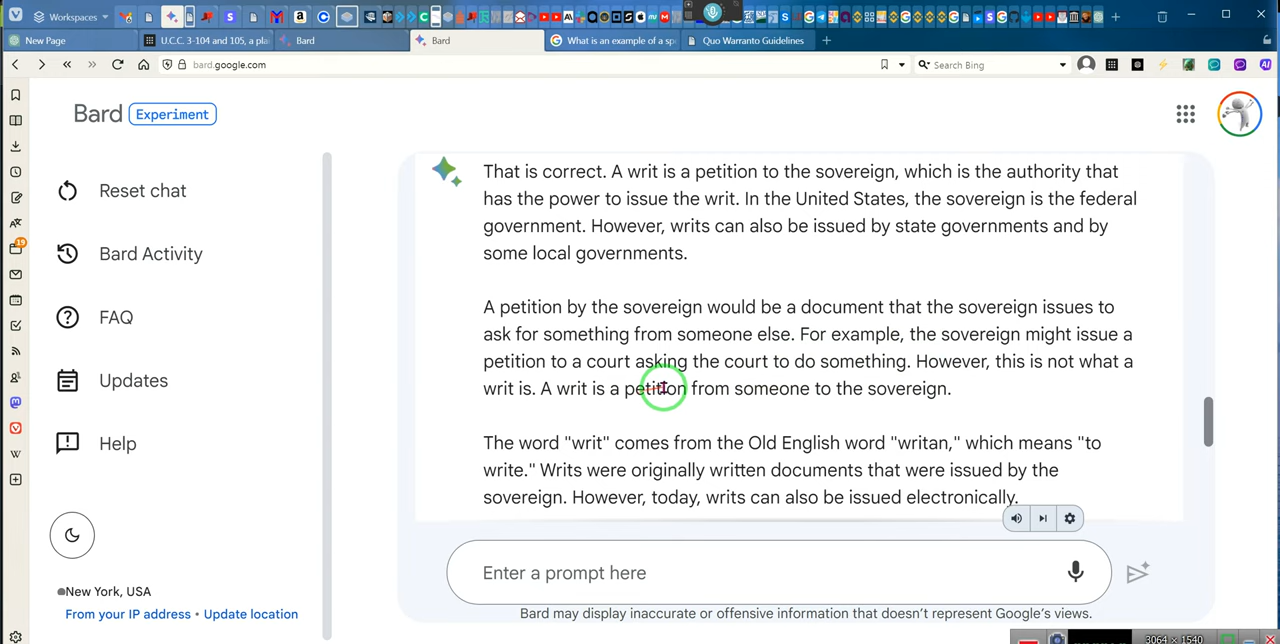 Workspaces
New Page
U.C.C. 3-104 and 105, a pla
Bard
Bard
What is an example of a sp
Quo Warranto Guidelines
bard.google.com
Search Bing
Bard Experiment
Reset chat
Bard Activity
FAQ
Updates
Help
New York, USA
From your IP address • Update location
That is correct. A writ is a petition to the sovereign, which is the authority that
has the power to issue the writ. In the United States, the sovereign is the federal
government. However, writs can also be issued by state governments and by
some local governments.
A petition by the sovereign would be a document that the sovereign issues to
ask for something from someone else. For example, the sovereign might issue a
petition to a court asking the court to do something. However, this is not what a
writ is. A writ is a petition from someone to the sovereign.
The word "writ" comes from the Old English word "writan," which means "to
write." Writs were originally written documents that were issued by the
sovereign. However, today, writs can also be issued electronically.
Enter a prompt here
Bard may display inaccurate or offensive information that doesn't represent Google's views.
19
3064 × 1540